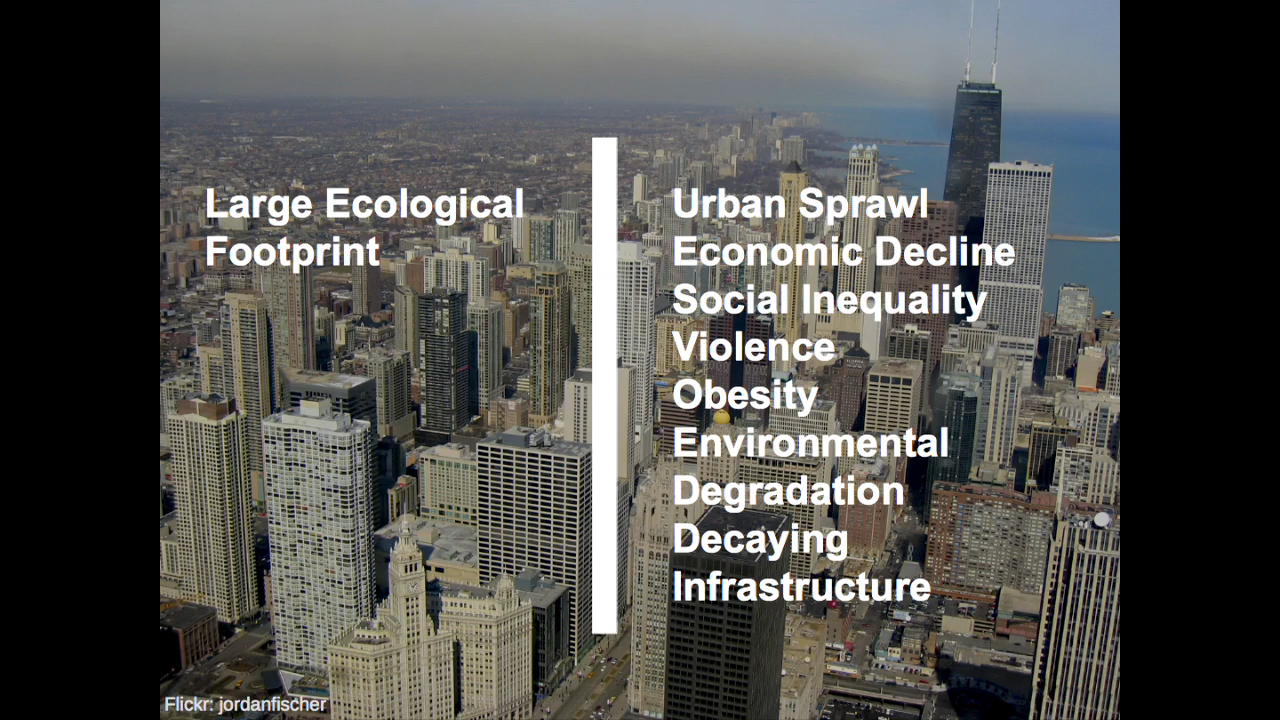 Large Ecological
Footprint
Urban Sprawl
Economic Decline
Social Inequality
Violence
Obesity
Environmental
Degradation
Decaying
Infrastructure
Flickr: jordanfischer